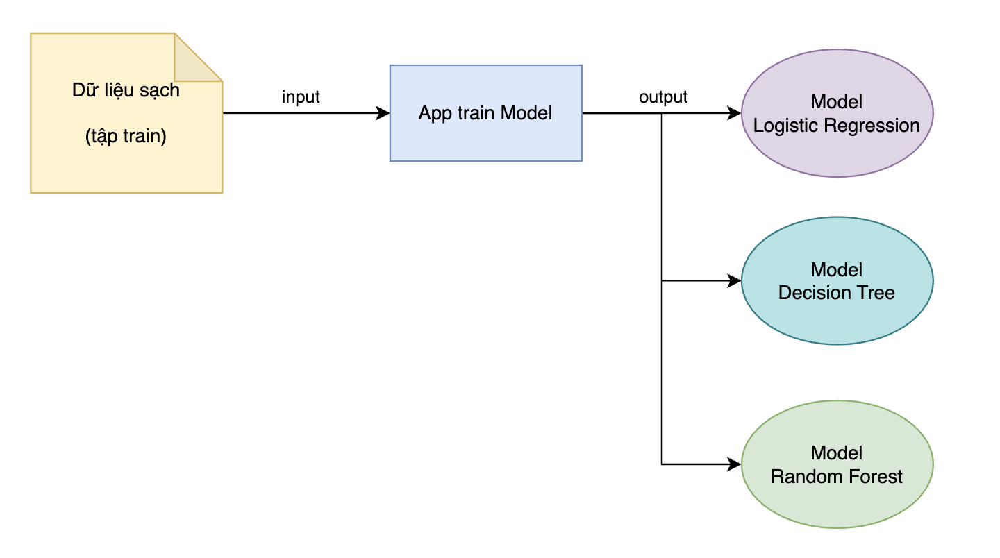 Dữ liệu sạch
(tập train)
input
App train Model
output
Model
Logistic Regression
Model
Decision Tree
Model
Random Forest